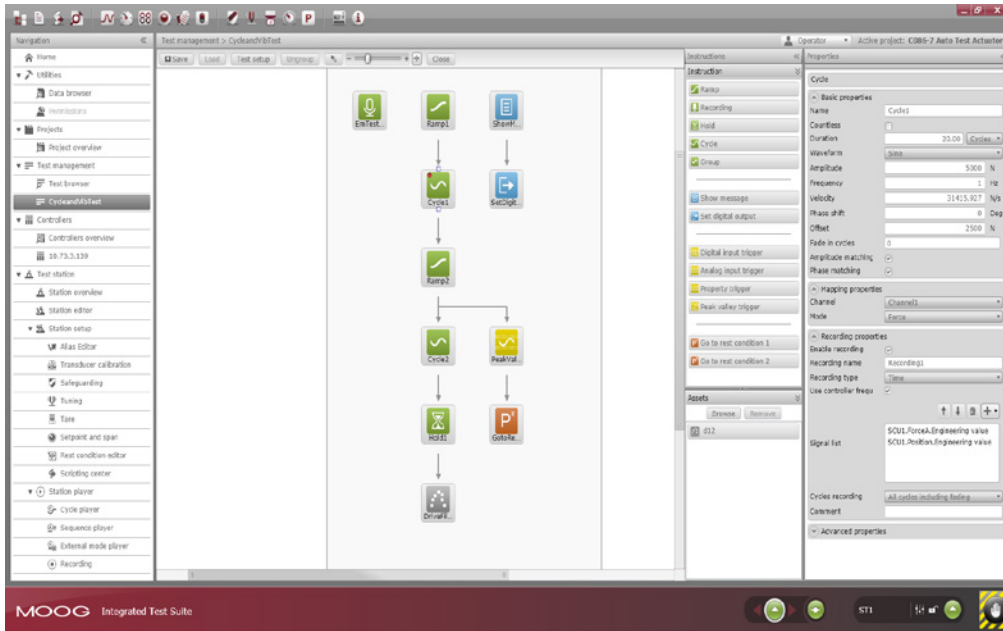 Navigation
Test management > CycleandVibTest
Operator
Active project: C086-7 Auto Test Actuator
Home
Utilities
Data browser
Permissions
Projects
Project overview
Test management
Test browser
CycleandVibTest
Controllers
Controllers overview
10.73.3.139
Test station
Station overview
Station editor
Station setup
Alias Editor
Transducer calibration
Safeguarding
Tuning
Tare
Setpoint and span
Rest condition editor
Scripting center
Station player
Cycle player
Sequence player
External mode player
Recording
Save Load Test setup Ungroup Close
EmTest... Ramp1 ShowM...
Cycle1 SetDigit...
Ramp2
Cycle2 PeakVal...
Hold1 GotoRe...
DriveFi...
Instructions
Instruction
Ramp
Recording
Hold
Cycle
Group
Show message
Set digital output
Digital input trigger
Analog input trigger
Property trigger
Peak valley trigger
Go to rest condition 1
Go to rest condition 2
Assets
Browse Remove
d12
Properties
Cycle
Basic properties
Name Cycle1
Countless
Duration 20.00 Cycles
Waveform Sine
Amplitude 5000 N
Frequency 1 Hz
Velocity 31415.927 N/s
Phase shift 0 Deg
Offset 2500 N
Fade in cycles 0
Amplitude matching
Phase matching
Mapping properties
Channel Channel1
Mode Force
Recording properties
Enable recording
Recording name Recording1
Recording type Time
Use controller frequ
Signal list
SCU1.ForceA.Engineering value
SCU1.Position.Engineering value
Cycles recording All cycles including fading
Comment
Advanced properties
MOOG Integrated Test Suite
ST1